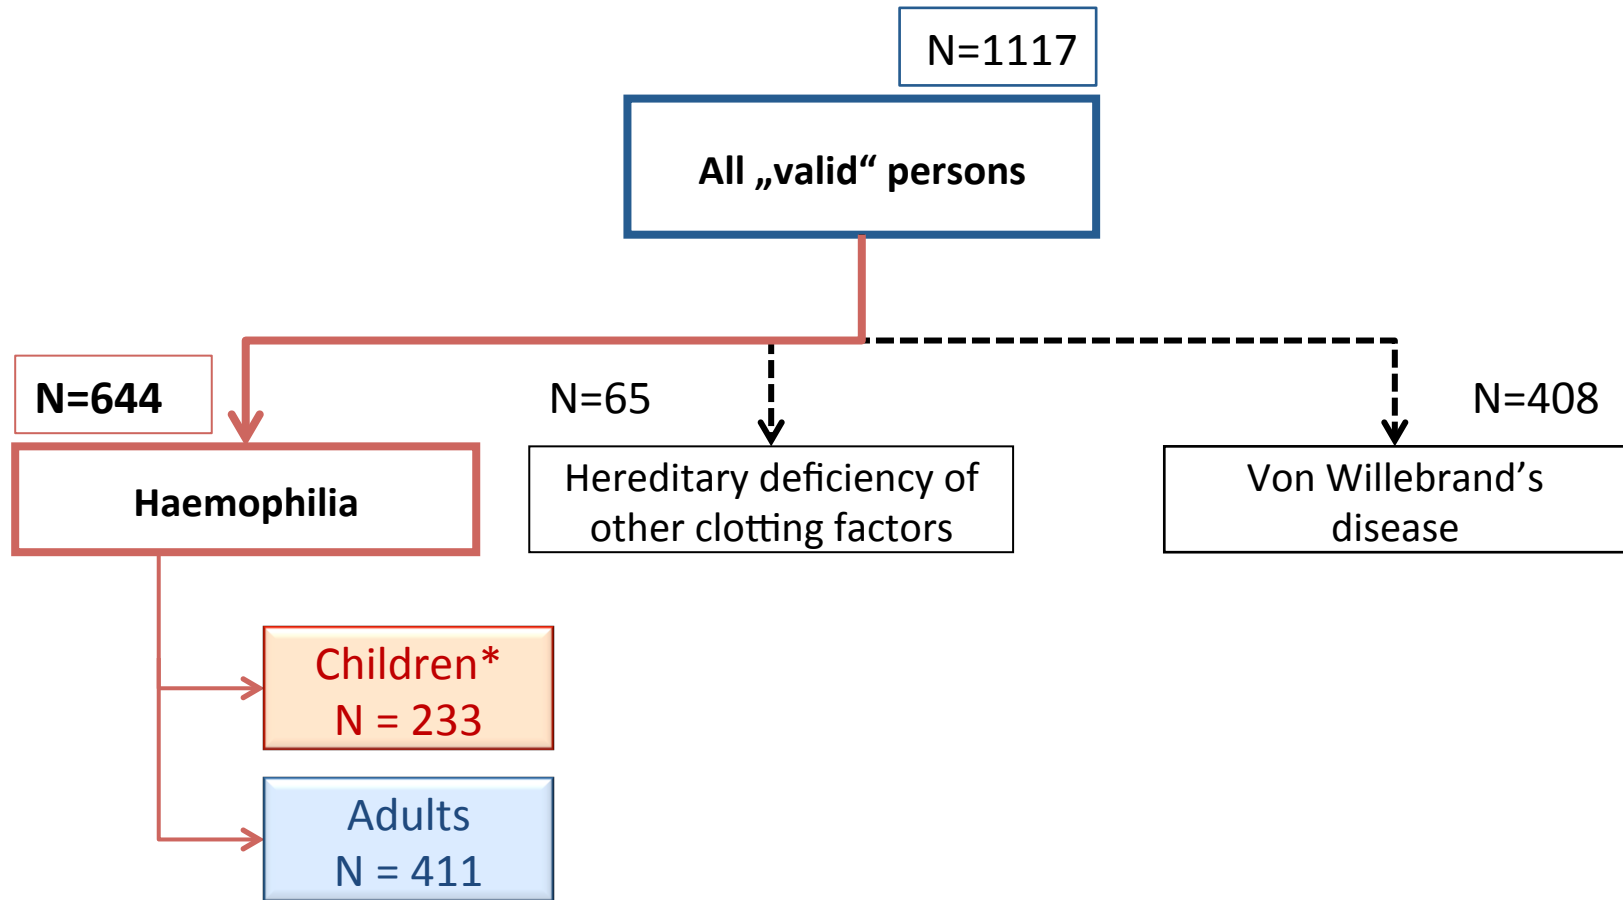 N=1117
All „valid“ persons
N=644
N=65
N=408
Haemophilia
Hereditary deficiency of
other clotting factors
Von Willebrand’s
disease
Children*
N = 233
Adults
N = 411